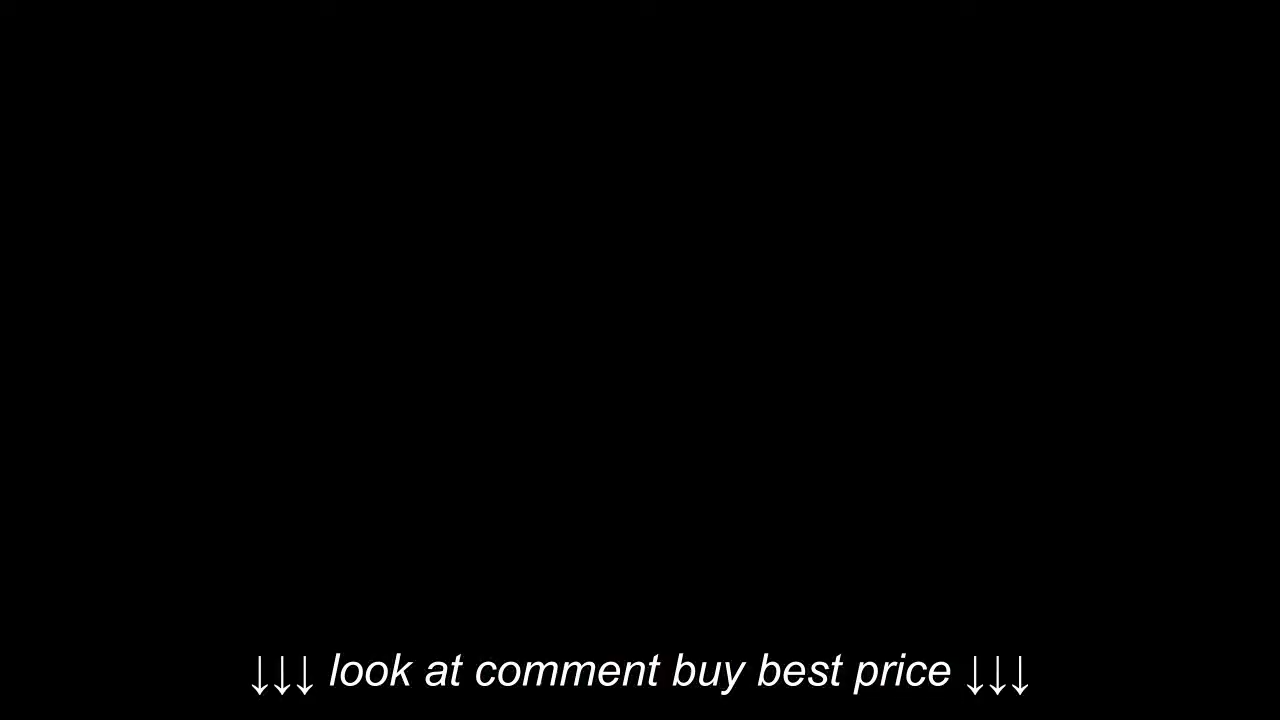 ↓↓↓ look at comment buy best price ↓↓↓